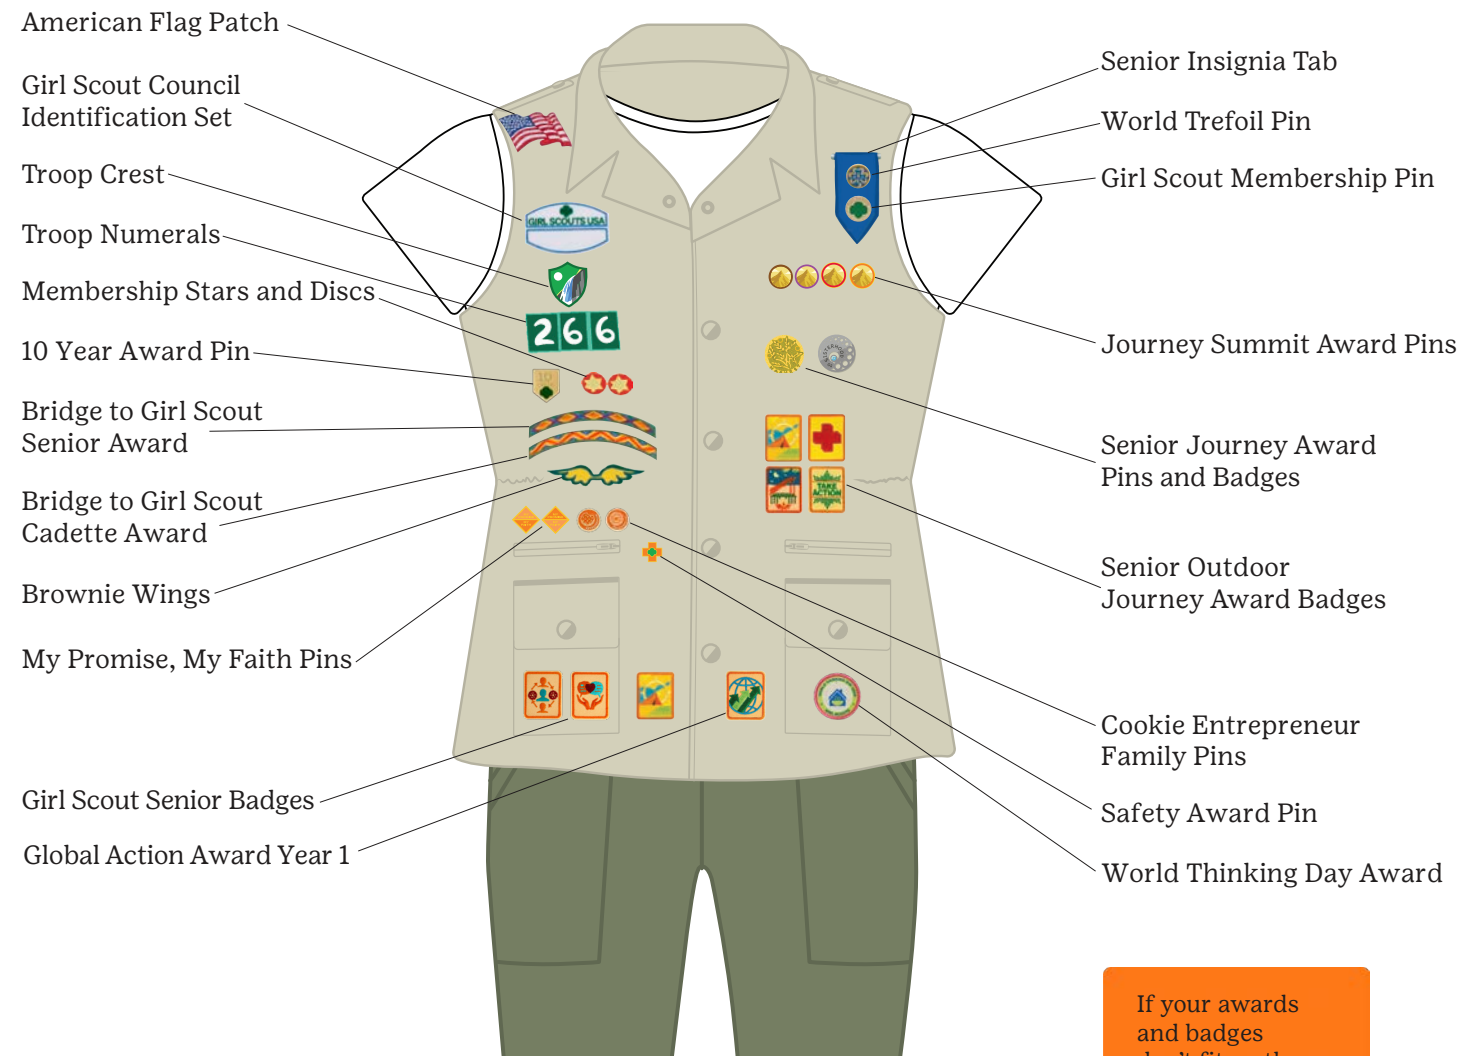 American Flag Patch
Girl Scout Council
Identification Set
Troop Crest
Troop Numerals
Membership Stars and Discs
10 Year Award Pin
Bridge to Girl Scout
Senior Award
Bridge to Girl Scout
Cadette Award
Brownie Wings
My Promise, My Faith Pins
Girl Scout Senior Badges
Global Action Award Year 1
GIRL SCOUTS USA
266
10
TAKE
ACTION
Senior Insignia Tab
World Trefoil Pin
Girl Scout Membership Pin
Journey Summit Award Pins
Senior Journey Award
Pins and Badges
Senior Outdoor
Journey Award Badges
Cookie Entrepreneur
Family Pins
Safety Award Pin
World Thinking Day Award
If your awards
and badges